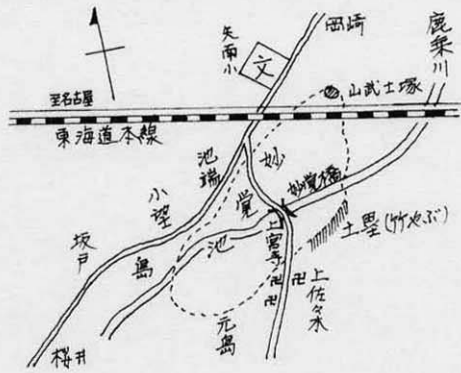 岡崎
矢南小
文
鹿乗川
山武士塚
至名古屋
東海道本線
池端
妙覚池
妙覚橋
小望
島
坂戸
上宮寺
土塁(竹やぶ)
卍
卍
上佐々木
元島
桜井